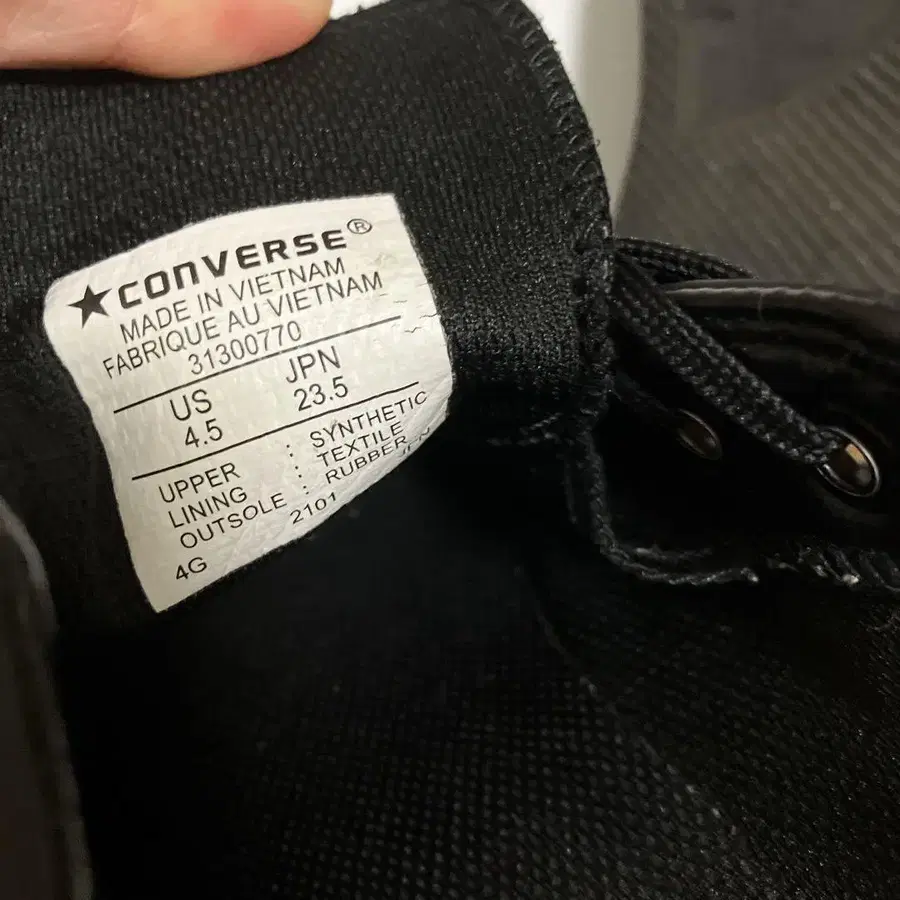 ★CONVERSE®
MADE IN VIETNAM
FABRIQUE AU VIETNAM
31300770
US JPN
4.5 23.5
UPPER : SYNTHETIC
LINING : TEXTILE
OUTSOLE : RUBBER
4G 2101